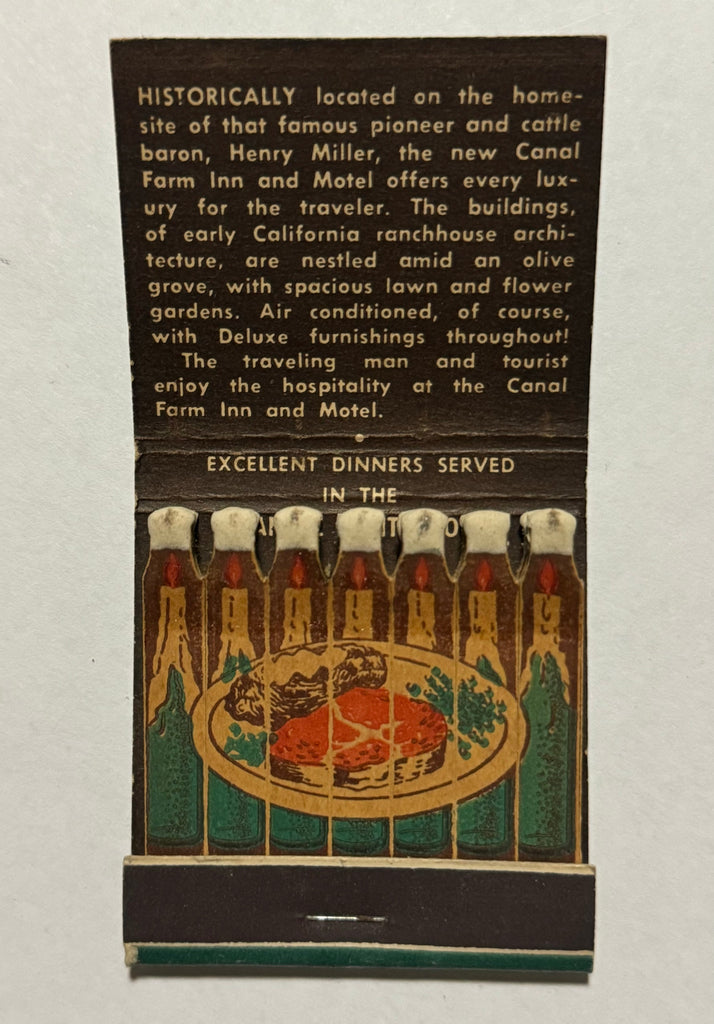 HISTORICALLY located on the home-
site of that famous pioneer and cattle
baron, Henry Miller, the new Canal
Farm Inn and Motel offers every lux-
ury for the traveler. The buildings,
of early California ranchhouse archi-
tecture, are nestled amid an olive
grove, with spacious lawn and flower
gardens. Air conditioned, of course,
with Deluxe furnishings throughout!
The traveling man and tourist
enjoy the hospitality at the Canal
Farm Inn and Motel.
EXCELLENT DINNERS SERVED
IN THE